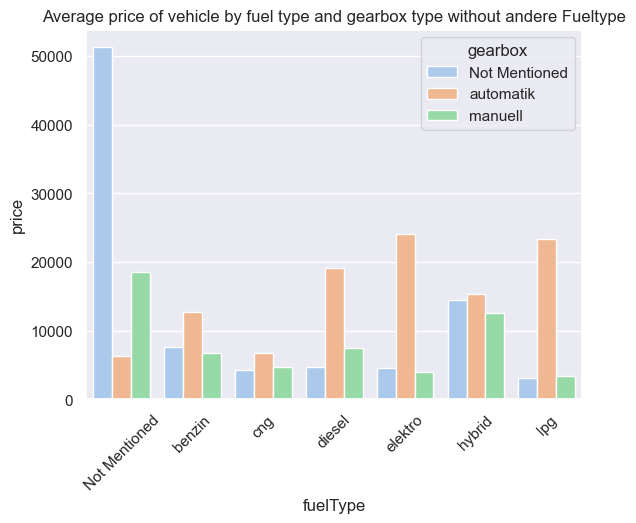 Average price of vehicle by fuel type and gearbox type without andere Fueltype
gearbox
Not Mentioned
automatik
manuell
price
50000
40000
30000
20000
10000
0
Not Mentioned
benzin
cng
diesel
elektro
hybrid
lpg
fuelType